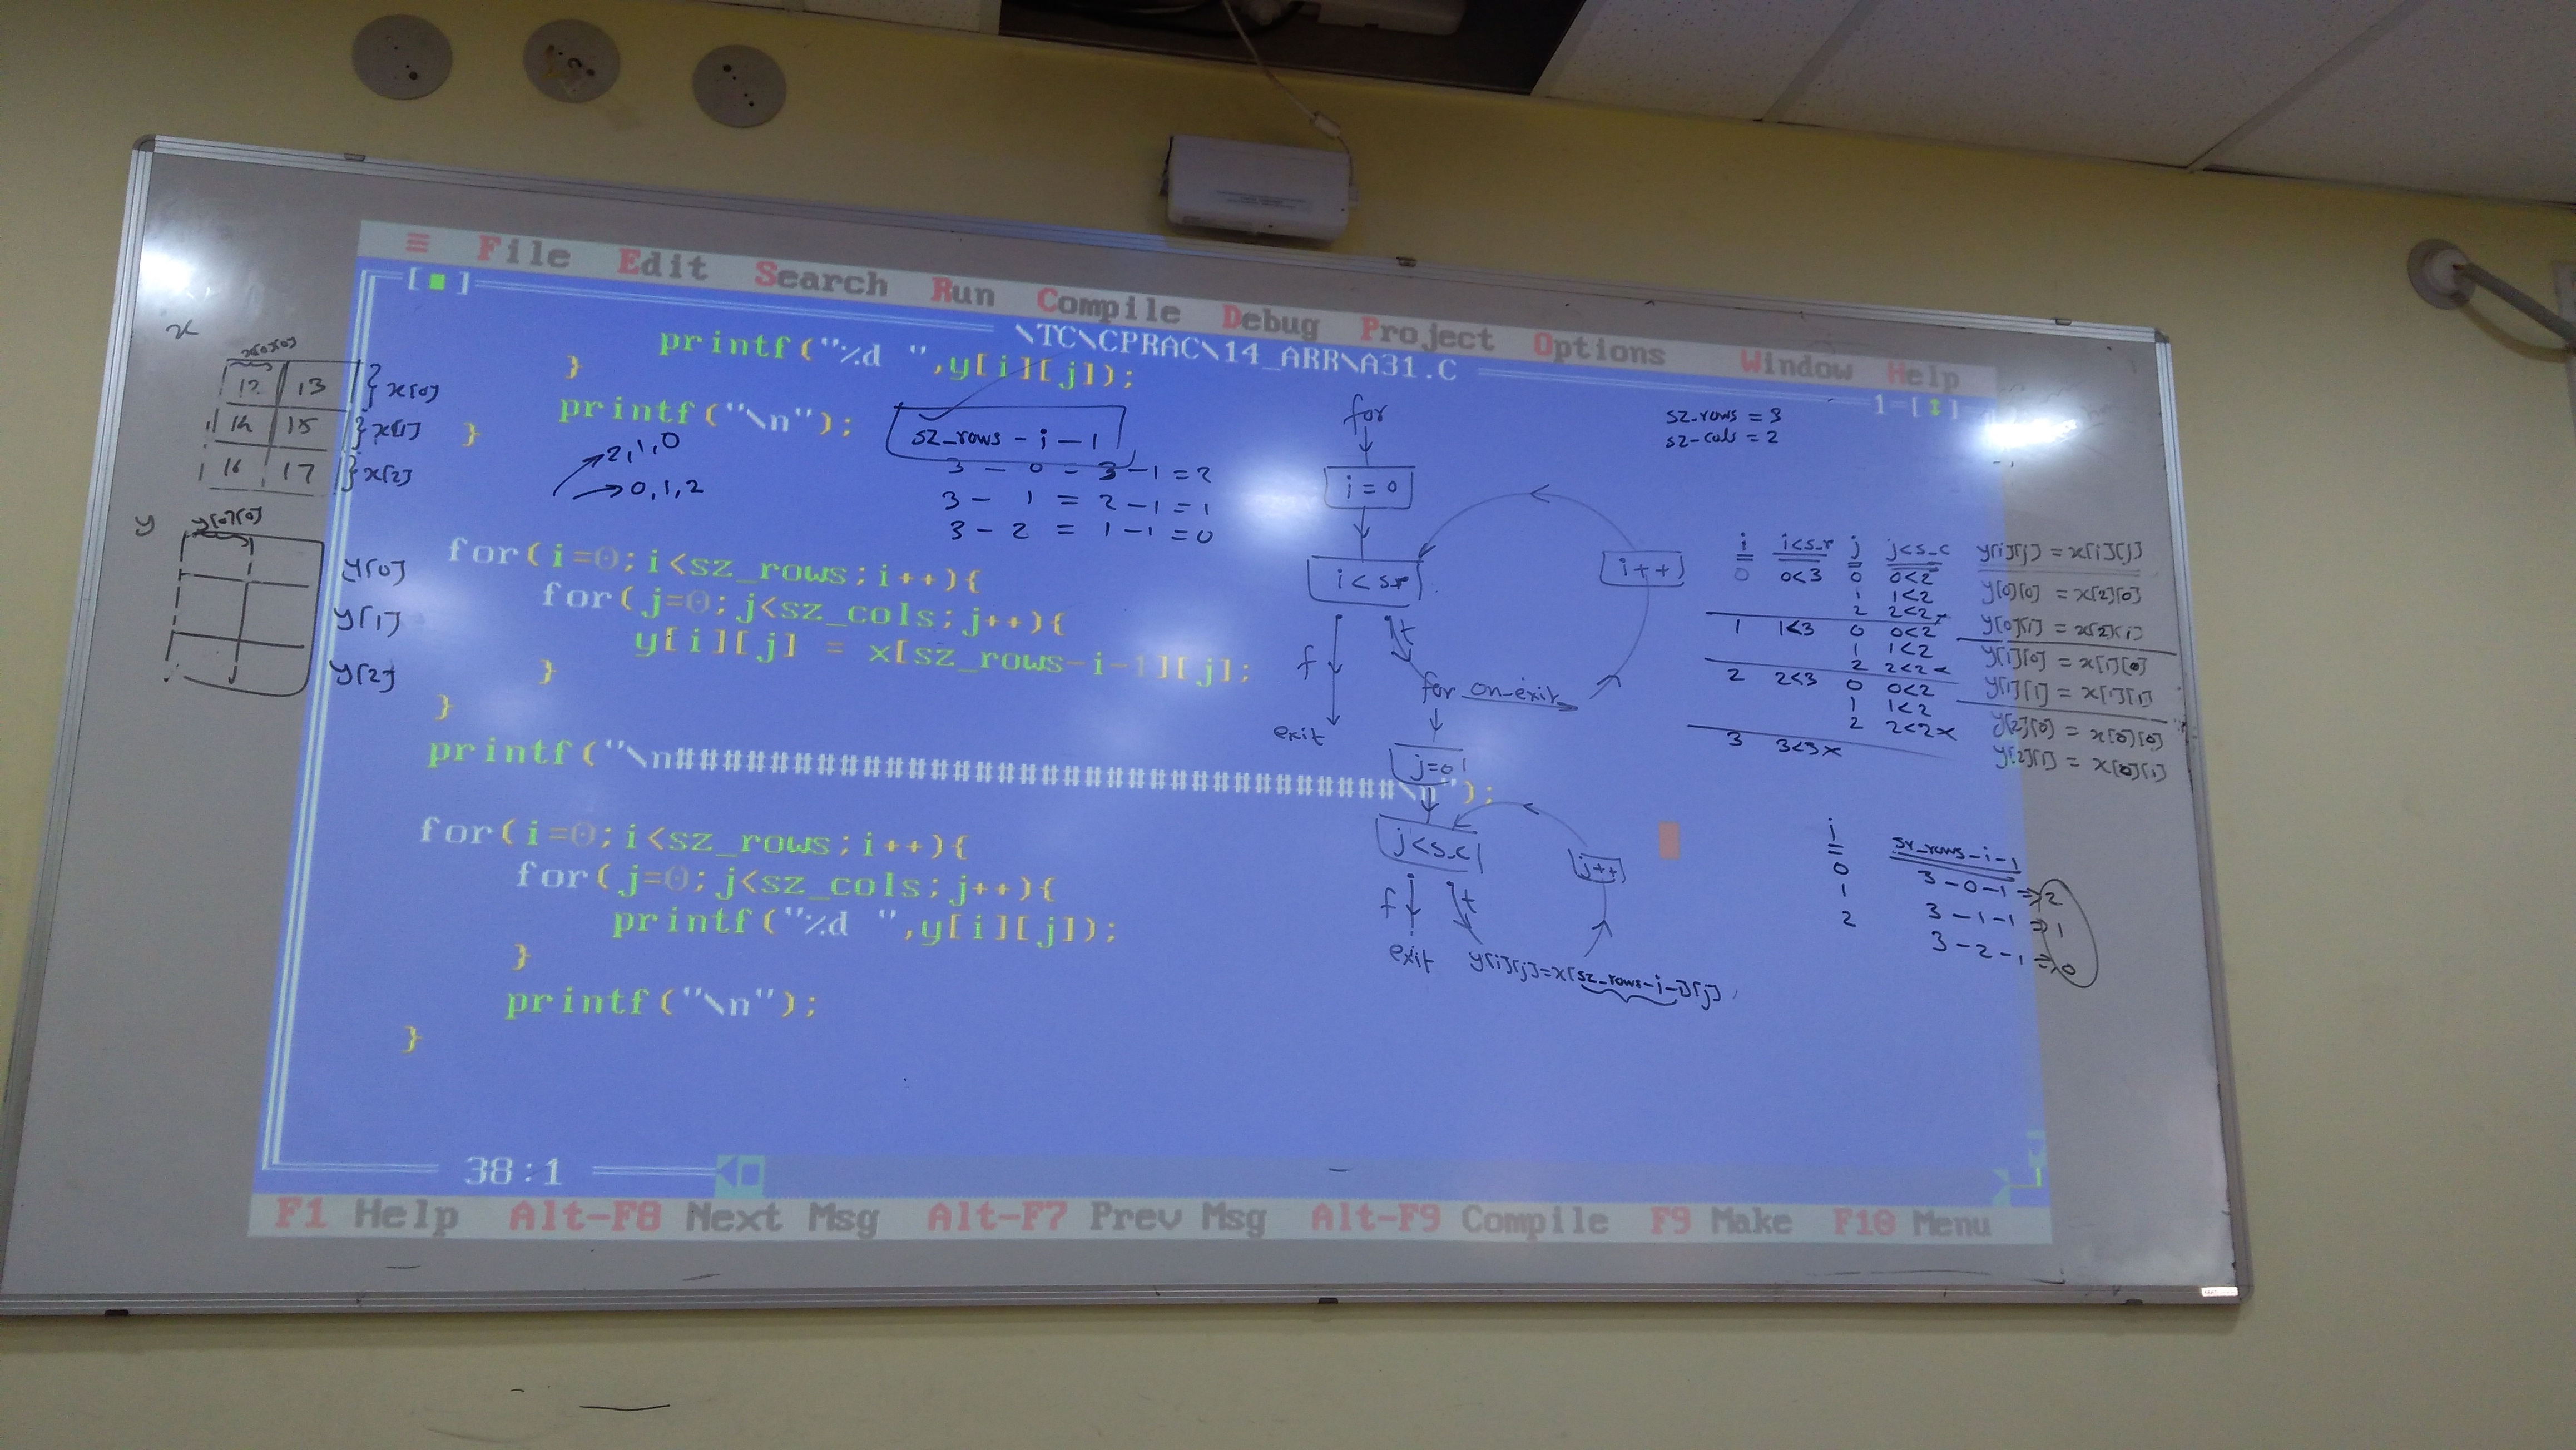 ≡ File Edit Search Run Compile Debug Project Options Window Help
[■] \TC\CPRAC\14_ARR\A31.C 1-[↕]
printf("%d ",y[i][j]);
}
printf("\n");
}
for(i=0;i<sz_rows;i++){
for(j=0;j<sz_cols;j++){
y[i][j] = x[sz_rows-i-1][j];
}
}
printf("\n##############################################\n");
for(i=0;i<sz_rows;i++){
for(j=0;j<sz_cols;j++){
printf("%d ",y[i][j]);
}
printf("\n");
}
38:1
F1 Help Alt-F8 Next Msg Alt-F7 Prev Msg Alt-F9 Compile F9 Make F10 Menu
x
x[0][0]
12 13 x[0]
14 15 x[1]
16 17 x[2]
y
y[0][0]
y[0]
y[1]
y[2]
2,1,0
0,1,2
sz_rows - i - 1
3 - 0 = 3 - 1 = 2
3 - 1 = 2 - 1 = 1
3 - 2 = 1 - 1 = 0
for
i = 0
i < sr
i++
f t
exit
for on-exit
j=0
j<s_c
j++
f t
exit
y[i][j]=x[sz_rows-i-1][j]
sz_rows = 3
sz_cols = 2
i i<s_r j j<s_c y[i][j] = x[i][j]
0 0<3 0 0<2 y[0][0] = x[2][0]
1 1<2 y[0][1] = x[2][1]
2 2<2x
1 1<3 0 0<2 y[1][0] = x[1][0]
1 1<2 y[1][1] = x[1][1]
2 2<2x
2 2<3 0 0<2 y[2][0] = x[0][0]
1 1<2 y[2][1] = x[0][1]
2 2<2x
3 3<3x
i sr_rows-i-1
0 3-0-1 ⇒ 2
1 3-1-1 ⇒ 1
2 3-2-1 ⇒ 0